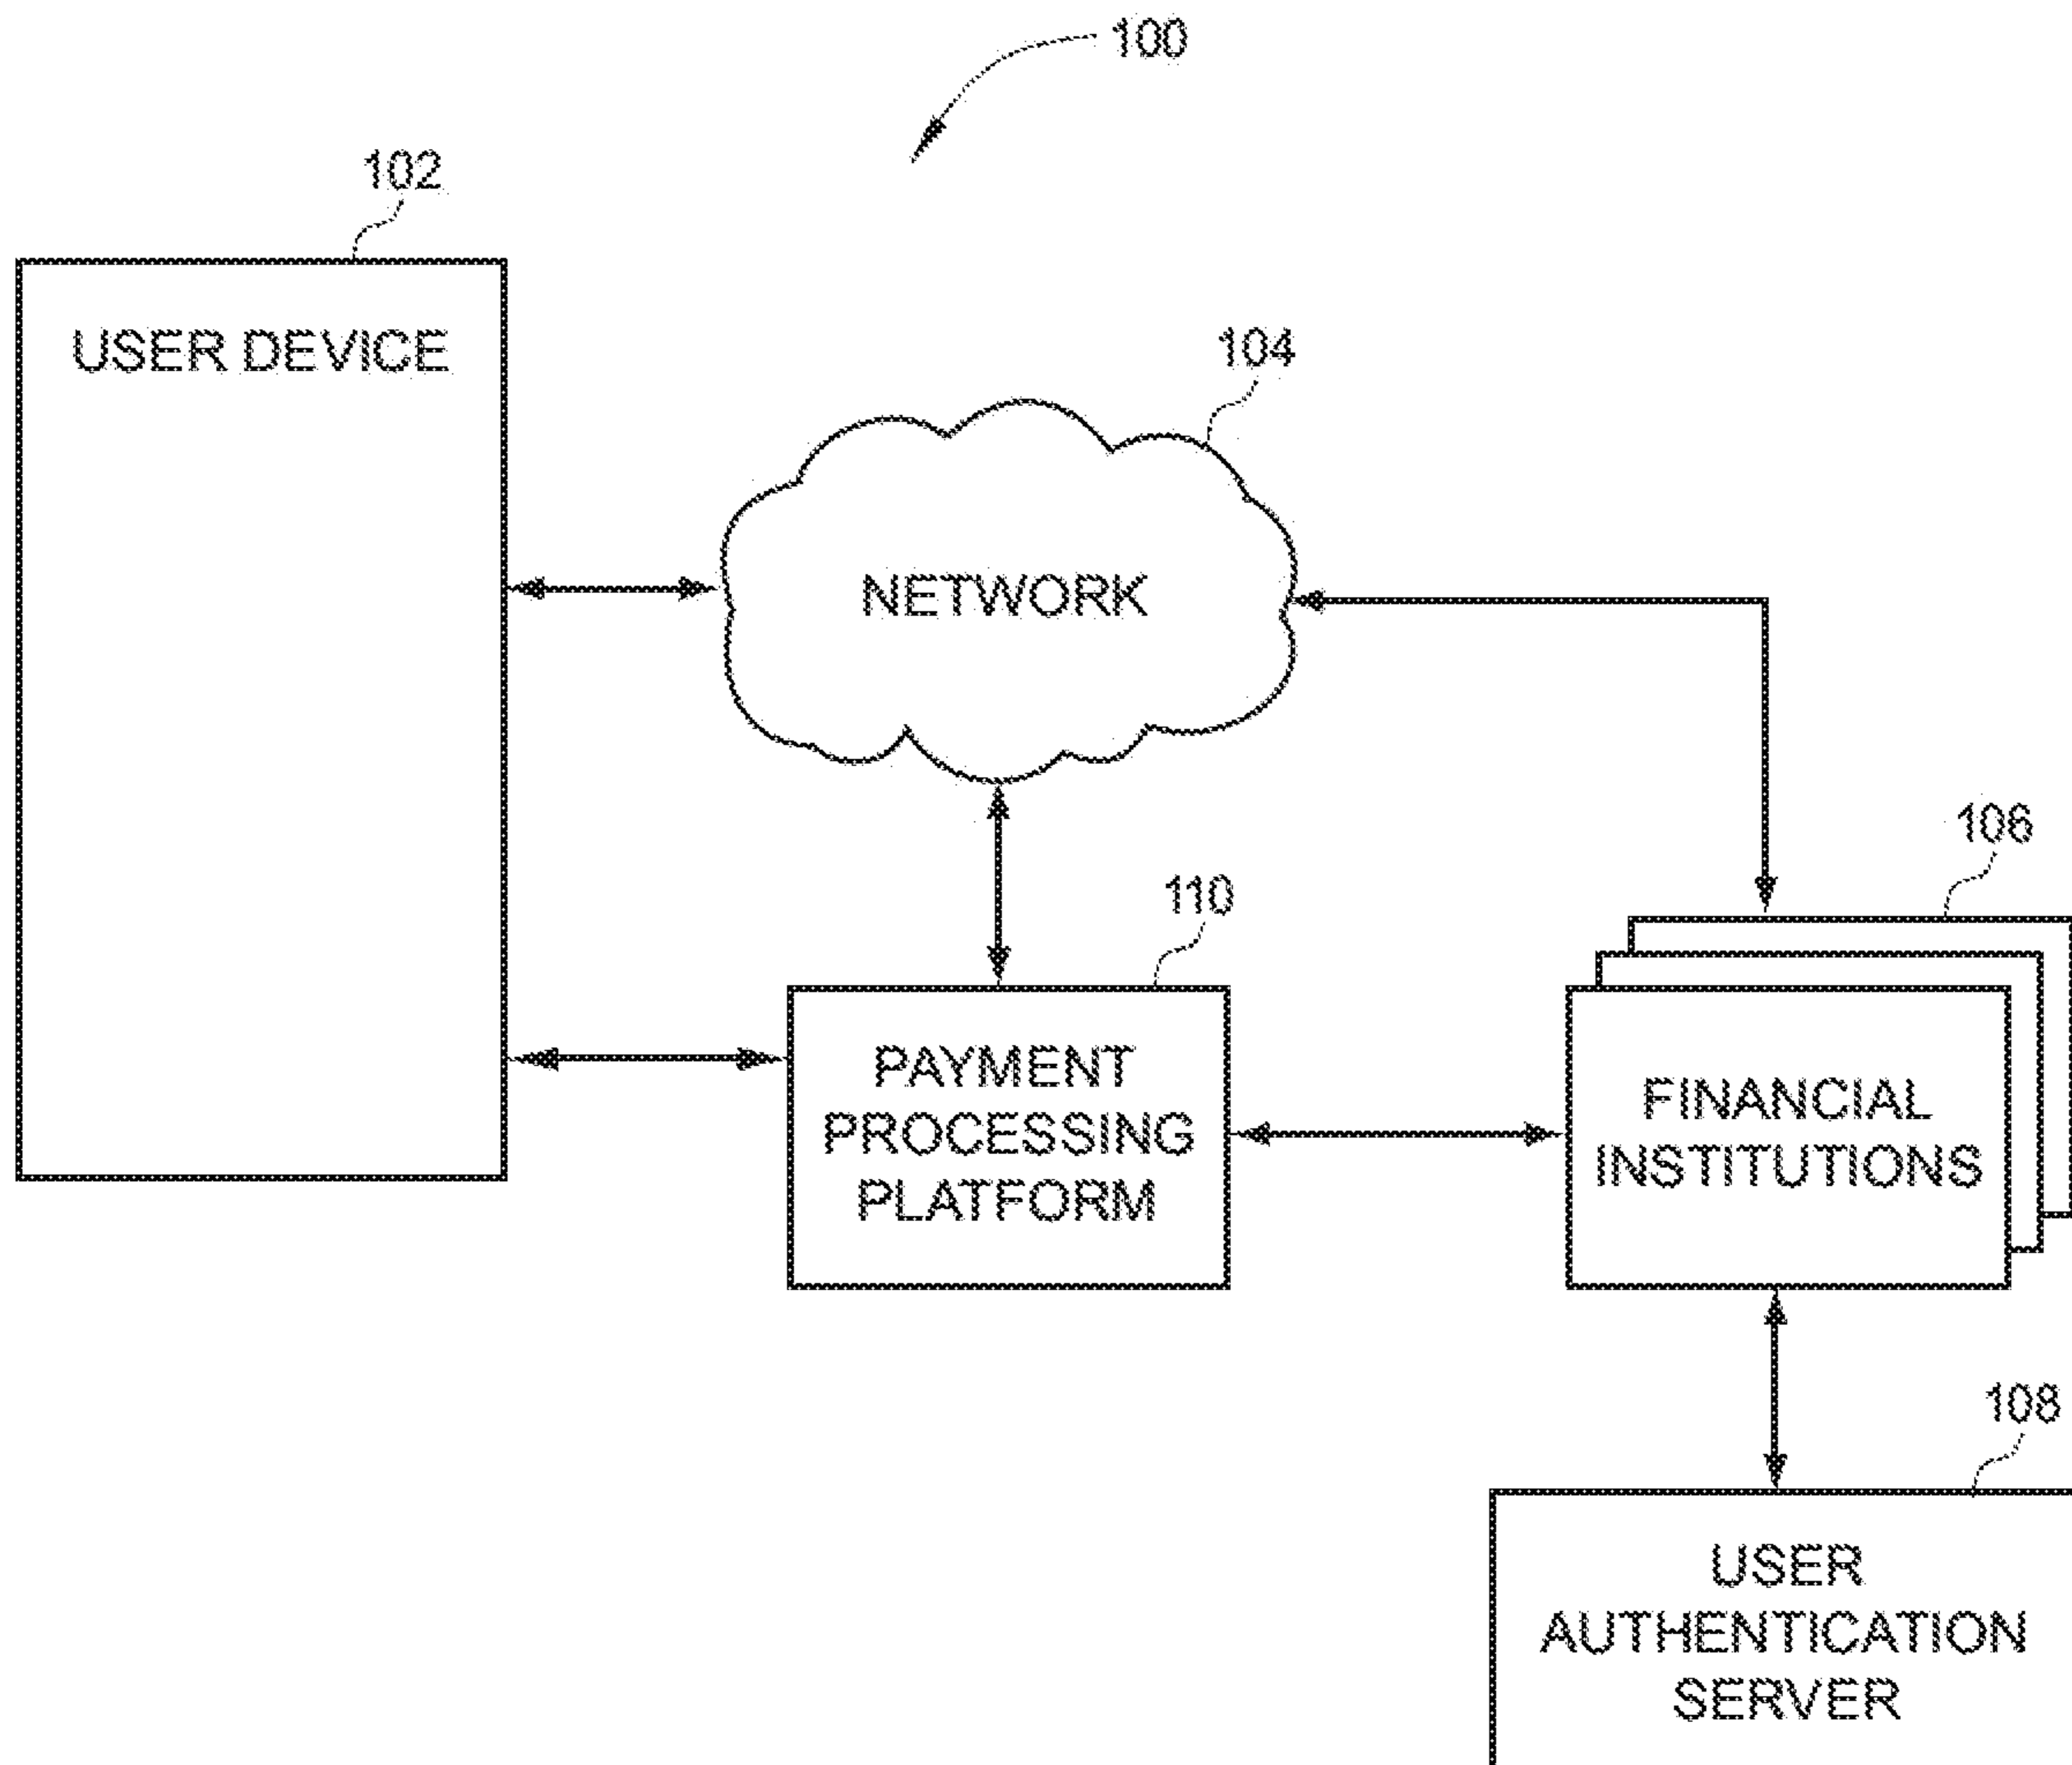 100
102
USER DEVICE
104
NETWORK
106
110
PAYMENT
PROCESSING
PLATFORM
FINANCIAL
INSTITUTIONS
108
USER
AUTHENTICATION
SERVER